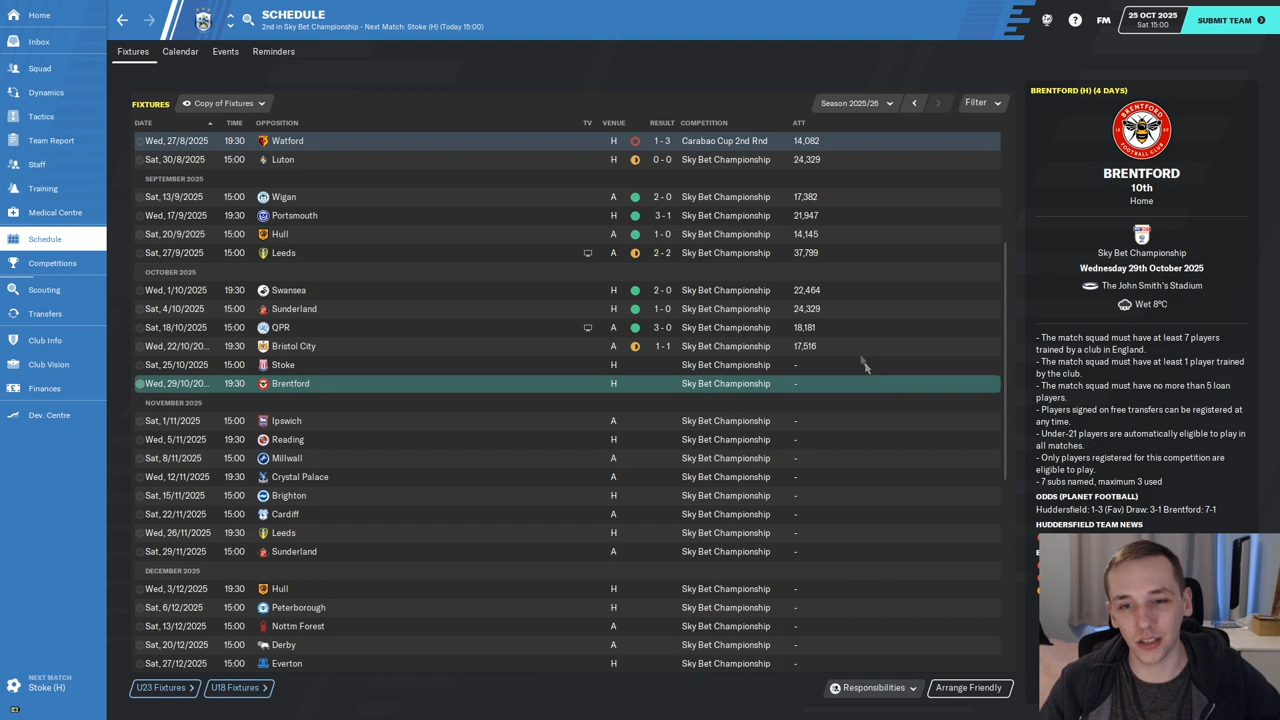 Home
Inbox
Squad
Dynamics
Tactics
Team Report
Staff
Training
Medical Centre
Schedule
Competitions
Scouting
Transfers
Club Info
Club Vision
Finances
Dev. Centre
NEXT MATCH
Stoke (H)
SCHEDULE
2nd in Sky Bet Championship - Next Match: Stoke (H) (Today 15:00)
? FM
25 OCT 2025
Sat 15:00
SUBMIT TEAM
Fixtures Calendar Events Reminders
FIXTURES Copy of Fixtures Season 2025/26 Filter
DATE TIME OPPOSITION TV VENUE RESULT COMPETITION ATT
Wed, 27/8/2025 19:30 Watford H 1 - 3 Carabao Cup 2nd Rnd 14,082
Sat, 30/8/2025 15:00 Luton H 0 - 0 Sky Bet Championship 24,329
SEPTEMBER 2025
Sat, 13/9/2025 15:00 Wigan A 2 - 0 Sky Bet Championship 17,382
Wed, 17/9/2025 19:30 Portsmouth H 3 - 1 Sky Bet Championship 21,947
Sat, 20/9/2025 15:00 Hull A 1 - 0 Sky Bet Championship 14,145
Sat, 27/9/2025 15:00 Leeds A 2 - 2 Sky Bet Championship 37,799
OCTOBER 2025
Wed, 1/10/2025 19:30 Swansea H 2 - 0 Sky Bet Championship 22,464
Sat, 4/10/2025 15:00 Sunderland H 1 - 0 Sky Bet Championship 24,329
Sat, 18/10/2025 15:00 QPR A 3 - 0 Sky Bet Championship 18,181
Wed, 22/10/20... 19:30 Bristol City A 1 - 1 Sky Bet Championship 17,516
Sat, 25/10/2025 15:00 Stoke H Sky Bet Championship -
Wed, 29/10/20... 19:30 Brentford H Sky Bet Championship -
NOVEMBER 2025
Sat, 1/11/2025 15:00 Ipswich A Sky Bet Championship -
Wed, 5/11/2025 19:30 Reading H Sky Bet Championship -
Sat, 8/11/2025 15:00 Millwall A Sky Bet Championship -
Wed, 12/11/2025 19:30 Crystal Palace A Sky Bet Championship -
Sat, 15/11/2025 15:00 Brighton H Sky Bet Championship -
Sat, 22/11/2025 15:00 Cardiff A Sky Bet Championship -
Wed, 26/11/2025 19:30 Leeds H Sky Bet Championship -
Sat, 29/11/2025 15:00 Sunderland A Sky Bet Championship -
DECEMBER 2025
Wed, 3/12/2025 19:30 Hull H Sky Bet Championship -
Sat, 6/12/2025 15:00 Peterborough H Sky Bet Championship -
Sat, 13/12/2025 15:00 Nottm Forest A Sky Bet Championship -
Sat, 20/12/2025 15:00 Derby A Sky Bet Championship -
Sat, 27/12/2025 15:00 Everton H Sky Bet Championship -
U23 Fixtures U18 Fixtures Responsibilities Arrange Friendly
BRENTFORD (H) (4 DAYS)
BRENTFORD
10th
Home
Sky Bet Championship
Wednesday 29th October 2025
The John Smith's Stadium
Wet 8°C
- The match squad must have at least 7 players
trained by a club in England.
- The match squad must have at least 1 player trained
by the club.
- The match squad must have no more than 5 loan
players.
- Players signed on free transfers can be registered at
any time.
- Under-21 players are automatically eligible to play in
all matches.
- Only players registered for this competition are
eligible to play.
- 7 subs named, maximum 3 used
ODDS (PLANET FOOTBALL)
Huddersfield: 1-3 (Fav) Draw: 3-1 Brentford: 7-1
HUDDERSFIELD TEAM NEWS